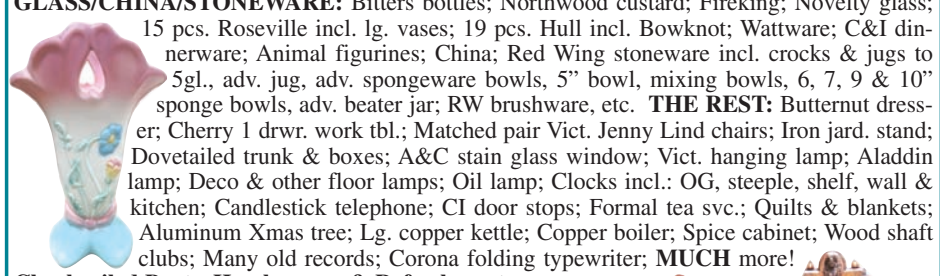 GLASS/CHINA/STONEWARE: Bitters bottles; Northwood custard; Fireking; Novelty glass;
15 pcs. Roseville incl. lg. vases; 19 pcs. Hull incl. Bowknot; Wattware; C&I din-
nerware; Animal figurines; China; Red Wing stoneware incl. crocks & jugs to
5gl., adv. jug, adv. spongeware bowls, 5” bowl, mixing bowls, 6, 7, 9 & 10”
sponge bowls, adv. beater jar; RW brushware, etc. THE REST: Butternut dress-
er; Cherry 1 drwr. work tbl.; Matched pair Vict. Jenny Lind chairs; Iron jard. stand;
Dovetailed trunk & boxes; A&C stain glass window; Vict. hanging lamp; Aladdin
lamp; Deco & other floor lamps; Oil lamp; Clocks incl.: OG, steeple, shelf, wall &
kitchen; Candlestick telephone; CI door stops; Formal tea svc.; Quilts & blankets;
Aluminum Xmas tree; Lg. copper kettle; Copper boiler; Spice cabinet; Wood shaft
clubs; Many old records; Corona folding typewriter; MUCH more!